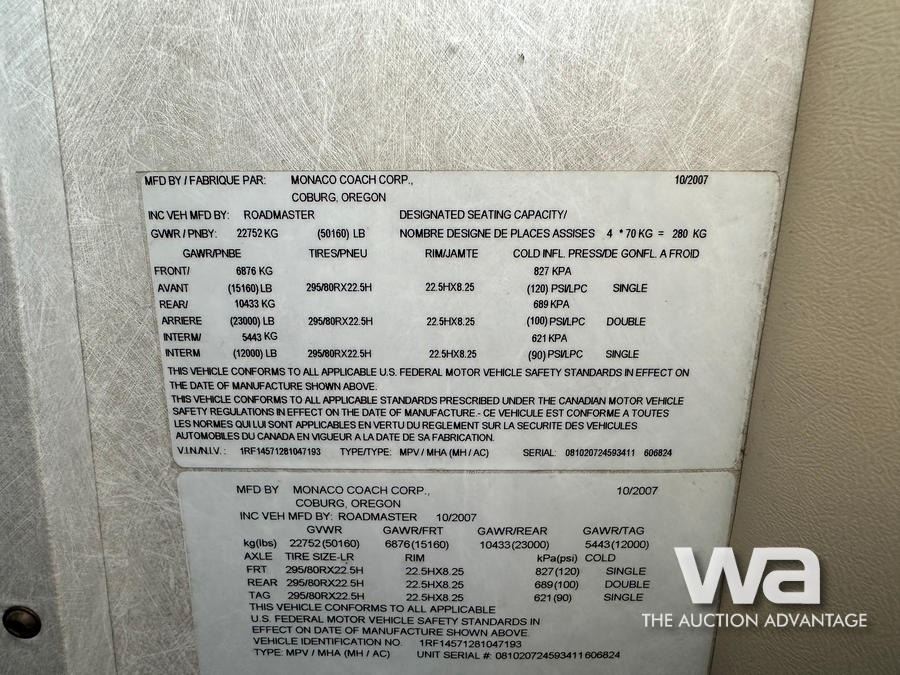 MFD BY / FABRIQUE PAR: MONACO COACH CORP., 10/2007
COBURG, OREGON
INC VEH MFD BY: ROADMASTER DESIGNATED SEATING CAPACITY/
GVWR / PNBY: 22752 KG (50160) LB NOMBRE DESIGNE DE PLACES ASSISES 4 * 70 KG = 280 KG
GAWR/PNBE TIRES/PNEU RIM/JAMTE COLD INFL. PRESS/DE GONFL. A FROID
FRONT/ 6876 KG 827 KPA
AVANT (15160) LB 295/80RX22.5H 22.5HX8.25 (120) PSI/LPC SINGLE
REAR/ 10433 KG 689 KPA
ARRIERE (23000) LB 295/80RX22.5H 22.5HX8.25 (100) PSI/LPC DOUBLE
INTERM/ 5443 KG 621 KPA
INTERM (12000) LB 295/80RX22.5H 22.5HX8.25 (90) PSI/LPC SINGLE
THIS VEHICLE CONFORMS TO ALL APPLICABLE U.S. FEDERAL MOTOR VEHICLE SAFETY STANDARDS IN EFFECT ON
THE DATE OF MANUFACTURE SHOWN ABOVE.
THIS VEHICLE CONFORMS TO ALL APPLICABLE STANDARDS PRESCRIBED UNDER THE CANADIAN MOTOR VEHICLE
SAFETY REGULATIONS IN EFFECT ON THE DATE OF MANUFACTURE.- CE VEHICULE EST CONFORME A TOUTES
LES NORMES QUI LUI SONT APPLICABLES EN VERTU DU REGLEMENT SUR LA SECURITE DES VEHICULES
AUTOMOBILES DU CANADA EN VIGUEUR A LA DATE DE SA FABRICATION.
V.I.N./N.I.V. : 1RF14571281047193 TYPE/TYPE: MPV / MHA (MH / AC) SERIAL: 081020724593411 606824
MFD BY MONACO COACH CORP., 10/2007
COBURG, OREGON
INC VEH MFD BY: ROADMASTER 10/2007
GVWR GAWR/FRT GAWR/REAR GAWR/TAG
kg(lbs) 22752 (50160) 6876 (15160) 10433 (23000) 5443 (12000)
AXLE TIRE SIZE-LR RIM kPa(psi) COLD
FRT 295/80RX22.5H 22.5HX8.25 827 (120) SINGLE
REAR 295/80RX22.5H 22.5HX8.25 689 (100) DOUBLE
TAG 295/80RX22.5H 22.5HX8.25 621 (90) SINGLE
THIS VEHICLE CONFORMS TO ALL APPLICABLE
U.S. FEDERAL MOTOR VEHICLE SAFETY STANDARDS IN
EFFECT ON DATE OF MANUFACTURE SHOWN ABOVE.
VEHICLE IDENTIFICATION NO. 1RF14571281047193
TYPE: MPV / MHA (MH / AC) UNIT SERIAL #: 081020724593411 606824
wa
THE AUCTION ADVANTAGE